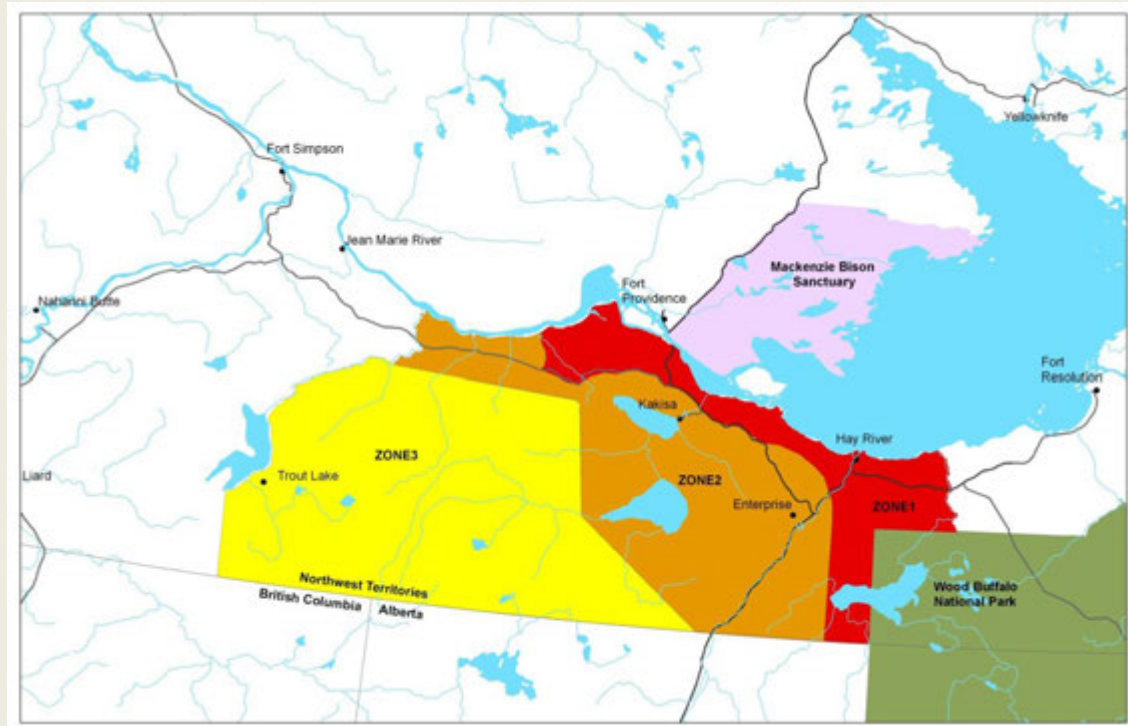 Yellowknife
Fort Simpson
Jean Marie River
Mackenzie Bison
Sanctuary
Nahanni Butte
Fort
Providence
Fort
Resolution
Kakisa
Hay River
ZONE3
Trout Lake
Liard
ZONE2
Enterprise
ZONE1
Northwest Territories
British Columbia
Alberta
Wood Buffalo
National Park